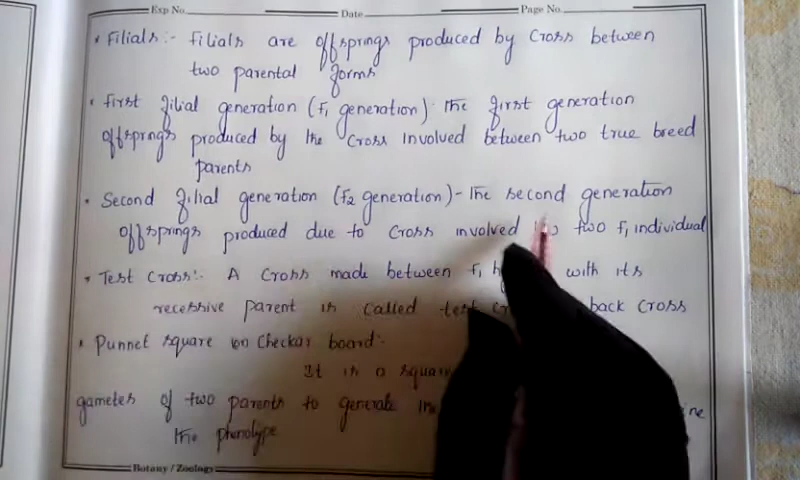 Exp No. Date Page No.
• Filials :- Filials are offsprings produced by cross between
two parental forms
• First filial generation (F1 generation) - The first generation
offsprings produced by the cross involved between two true breed
parents
• Second filial generation (F2 generation) - The second generation
offsprings produced due to cross involved two F1 individual
• Test Cross :- A cross made between F1 with its
recessive parent is called test back cross
• Punnet square (or) Checkar board :-
It is a square
gametes of two parents to generate the
the phenotype
Botany / Zoology